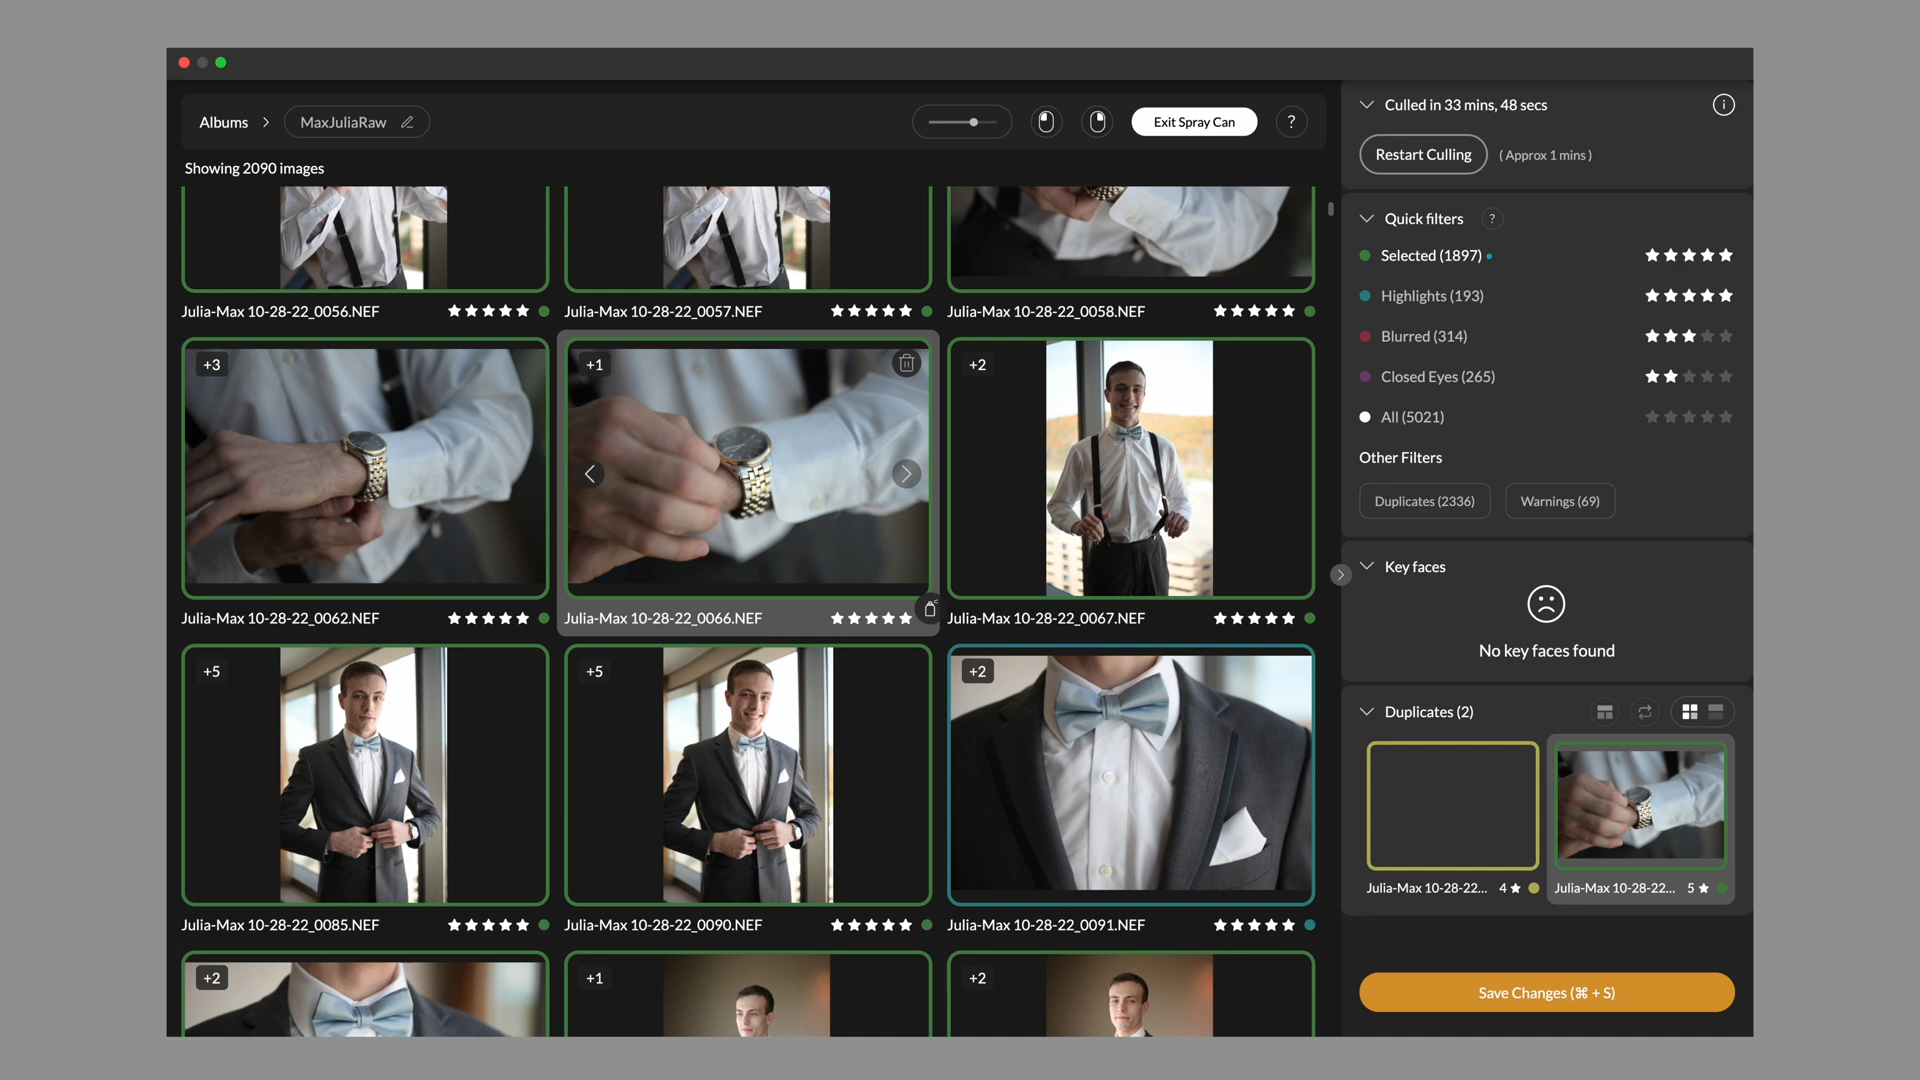 Albums > MaxJuliaRaw
Exit Spray Can
?
Showing 2090 images
Julia-Max 10-28-22_0056.NEF
Julia-Max 10-28-22_0057.NEF
Julia-Max 10-28-22_0058.NEF
+3
+1
+2
Julia-Max 10-28-22_0062.NEF
Julia-Max 10-28-22_0066.NEF
Julia-Max 10-28-22_0067.NEF
+5
+5
+2
Julia-Max 10-28-22_0085.NEF
Julia-Max 10-28-22_0090.NEF
Julia-Max 10-28-22_0091.NEF
+2
+1
+2
Culled in 33 mins, 48 secs
Restart Culling
( Approx 1 mins )
Quick filters ?
Selected (1897)
Highlights (193)
Blurred (314)
Closed Eyes (265)
All (5021)
Other Filters
Duplicates (2336)
Warnings (69)
Key faces
No key faces found
Duplicates (2)
Julia-Max 10-28-22... 4
Julia-Max 10-28-22... 5
Save Changes (⌘ + S)